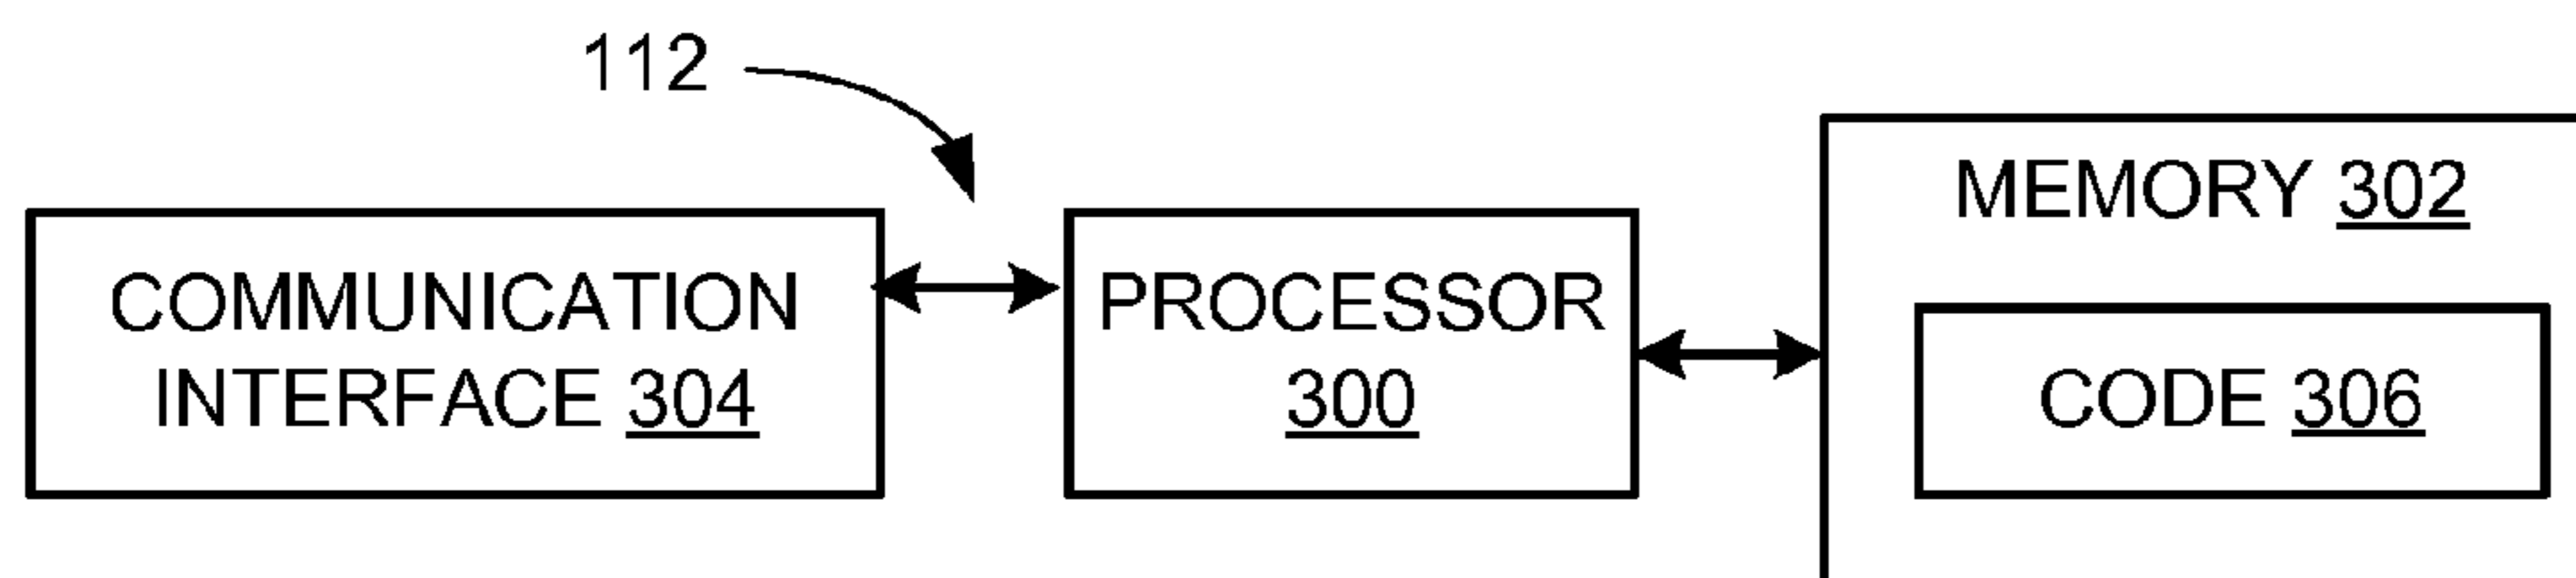 112
COMMUNICATION
INTERFACE 304
PROCESSOR
300
MEMORY 302
CODE 306